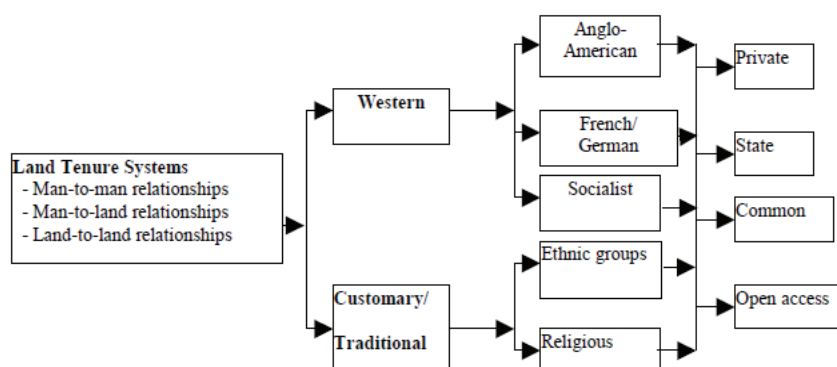 Land Tenure Systems
- Man-to-man relationships
- Man-to-land relationships
- Land-to-land relationships
Western
Customary/
Traditional
Anglo-
American
French/
German
Socialist
Ethnic groups
Religious
Private
State
Common
Open access